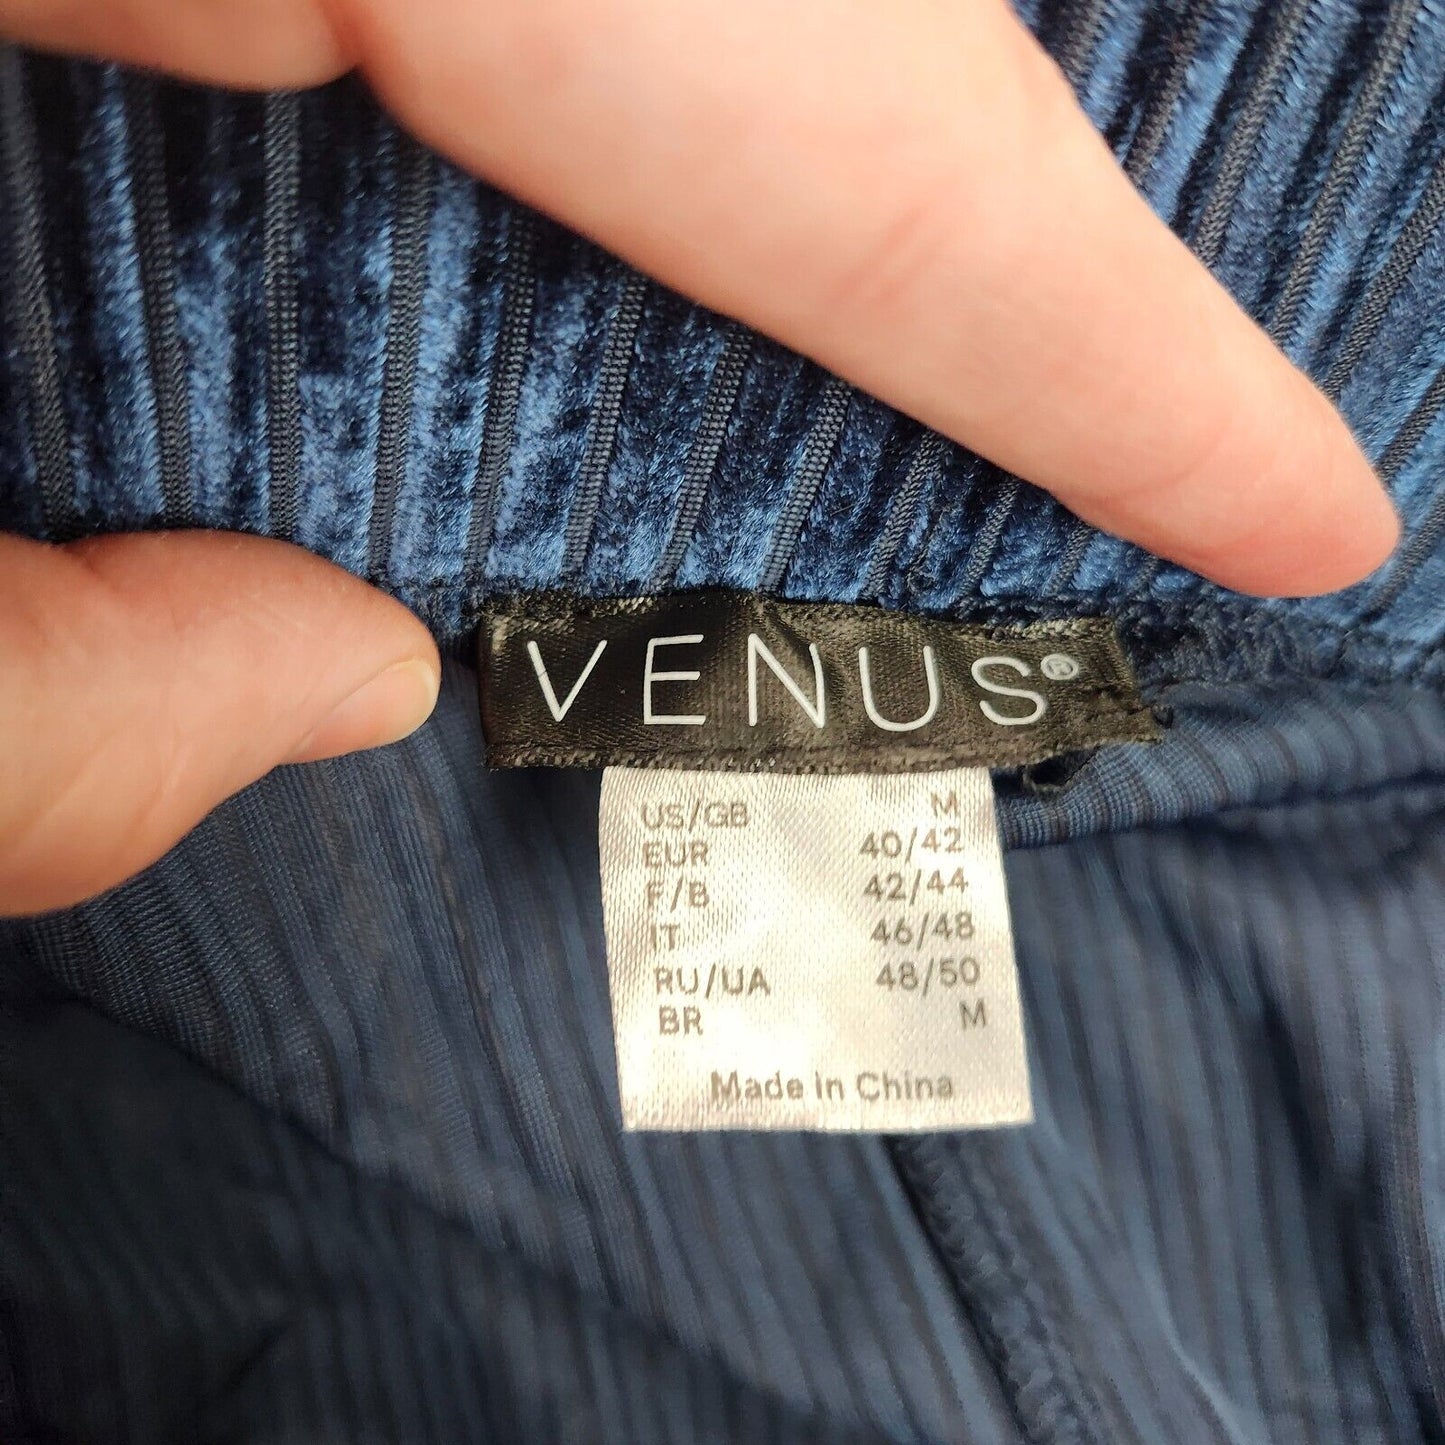 VENUS®
US/GB M
EUR 40/42
F/B 42/44
IT 46/48
RU/UA 48/50
BR M
Made in China